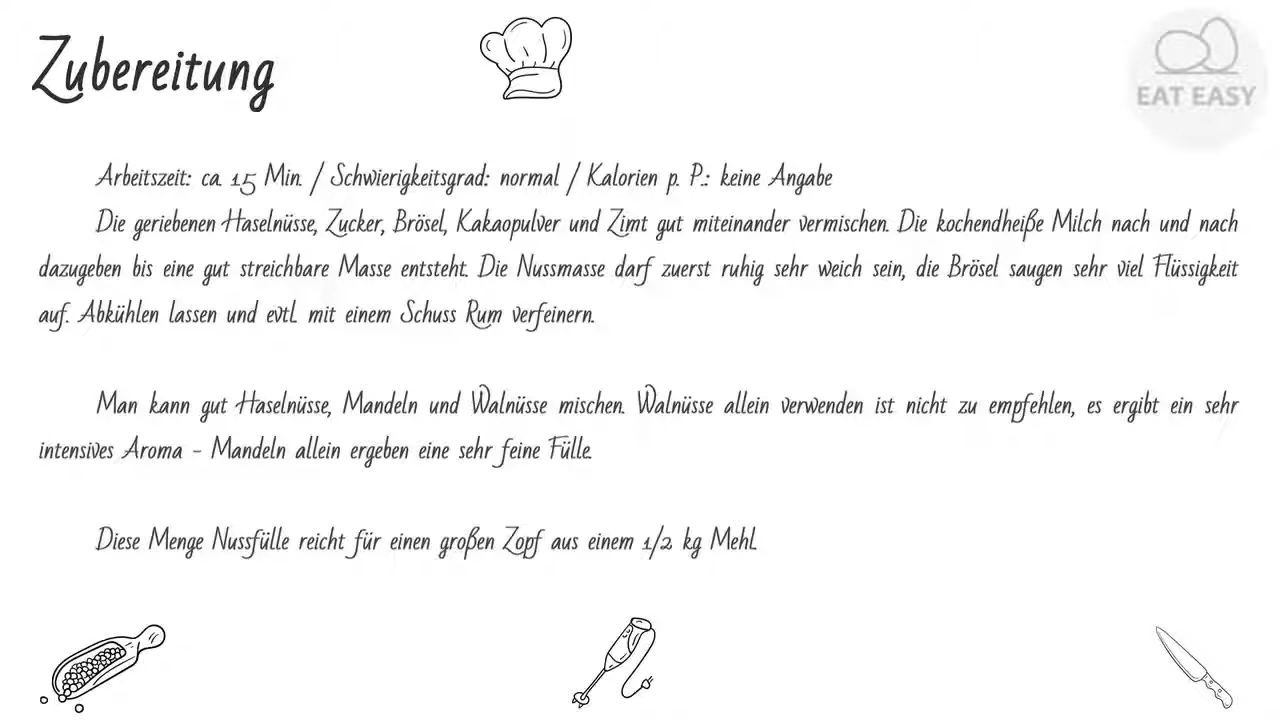 Zubereitung
EAT EASY
Arbeitszeit: ca. 15 Min. / Schwierigkeitsgrad: normal / Kalorien p. P.: keine Angabe
Die geriebenen Haselnüsse, Zucker, Brösel, Kakaopulver und Zimt gut miteinander vermischen. Die kochendheiße Milch nach und nach
dazugeben bis eine gut streichbare Masse entsteht. Die Nussmasse darf zuerst ruhig sehr weich sein, die Brösel saugen sehr viel Flüssigkeit
auf. Abkühlen lassen und evtl. mit einem Schuss Rum verfeinern.
Man kann gut Haselnüsse, Mandeln und Walnüsse mischen. Walnüsse allein verwenden ist nicht zu empfehlen, es ergibt ein sehr
intensives Aroma - Mandeln allein ergeben eine sehr feine Fülle.
Diese Menge Nussfülle reicht für einen großen Zopf aus einem 1/2 kg Mehl.